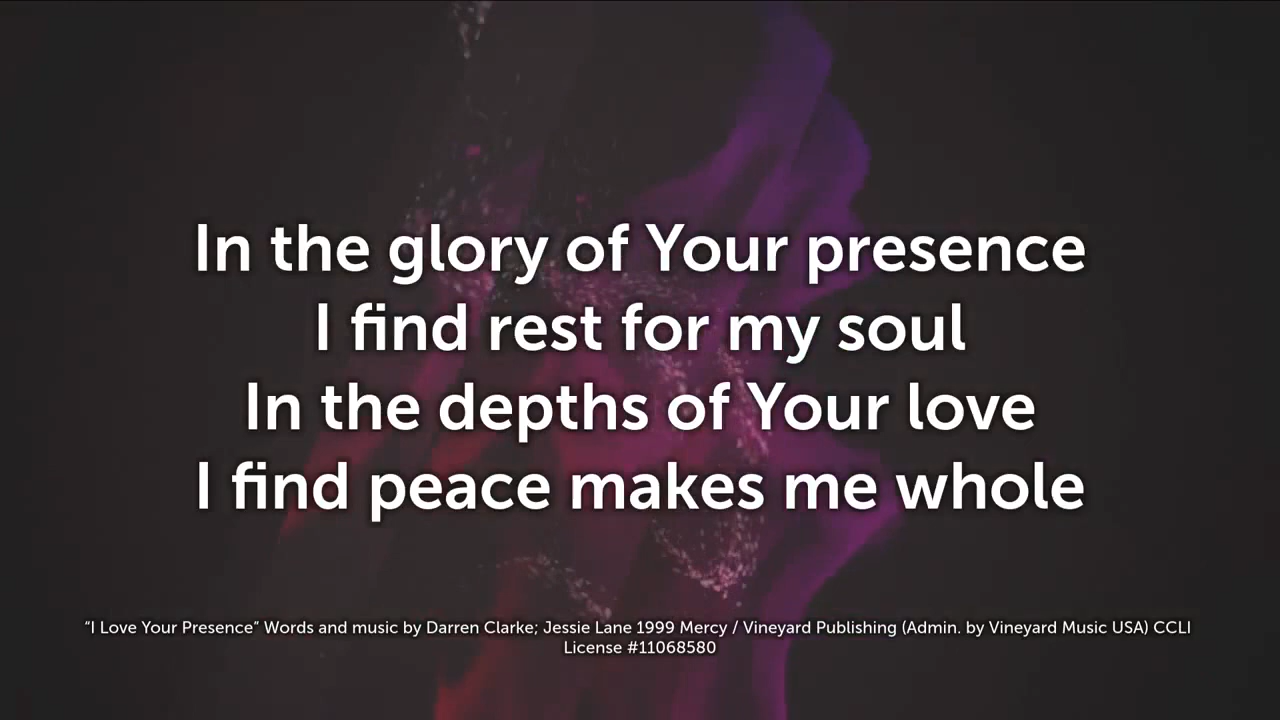 In the glory of Your presence
I find rest for my soul
In the depths of Your love
I find peace makes me whole
“I Love Your Presence” Words and music by Darren Clarke; Jessie Lane 1999 Mercy / Vineyard Publishing (Admin. by Vineyard Music USA) CCLI
License #11068580